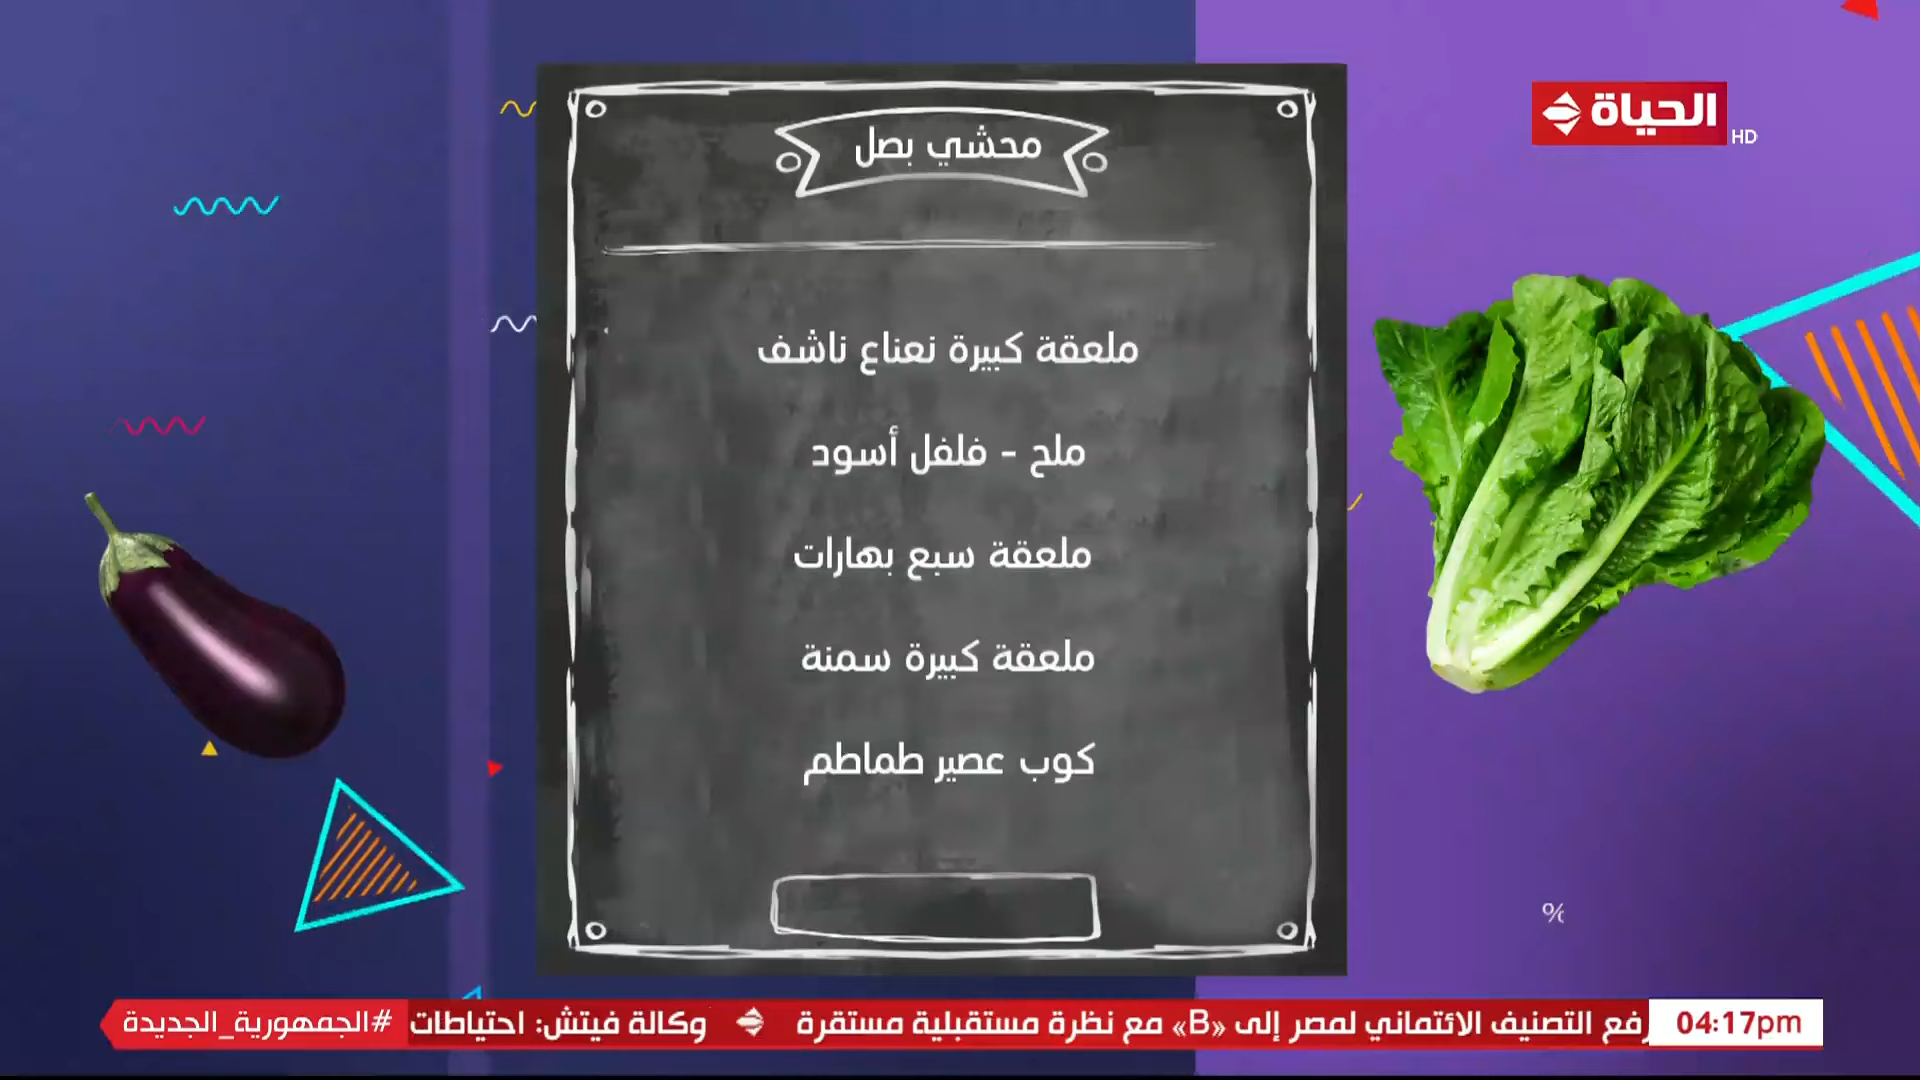 الحياة
HD
محشي بصل
ملعقة كبيرة نعناع ناشف
ملح - فلفل أسود
ملعقة سبع بهارات
ملعقة كبيرة سمنة
كوب عصير طماطم
%
04:17pm
رفع التصنيف الائتماني لمصر إلى «B» مع نظرة مستقبلية مستقرة وكالة فيتش: احتياطات
#الجمهورية_الجديدة